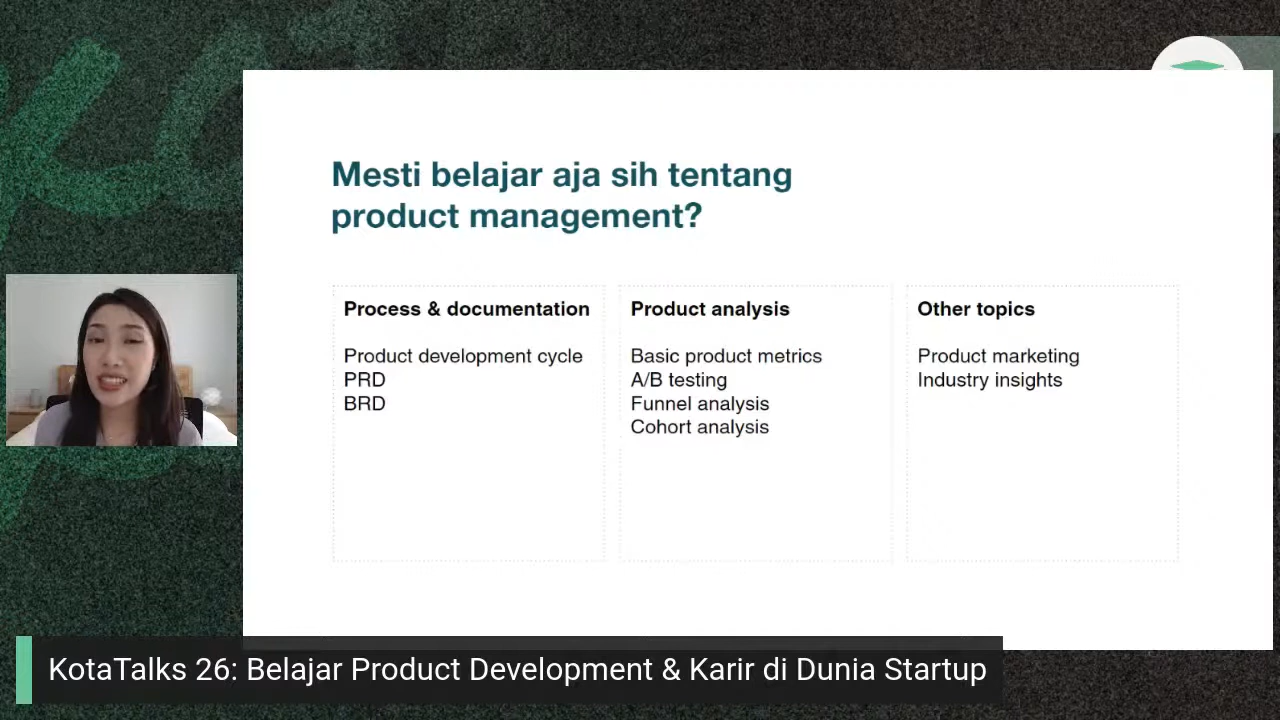 Mesti belajar aja sih tentang
product management?
Process & documentation
Product development cycle
PRD
BRD
Product analysis
Basic product metrics
A/B testing
Funnel analysis
Cohort analysis
Other topics
Product marketing
Industry insights
KotaTalks 26: Belajar Product Development & Karir di Dunia Startup